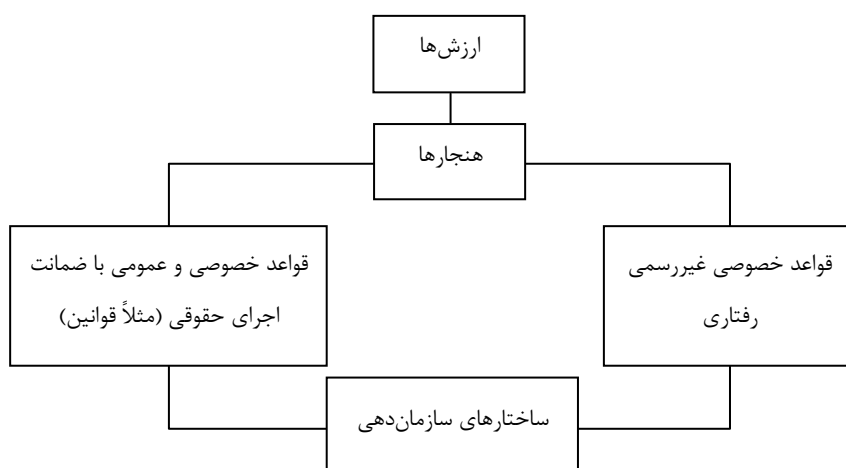 ارزش‌ها
هنجارها
قواعد خصوصی غیررسمی
رفتاری
قواعد خصوصی و عمومی با ضمانت
اجرای حقوقی (مثلاً قوانین)
ساختارهای سازمان‌دهی